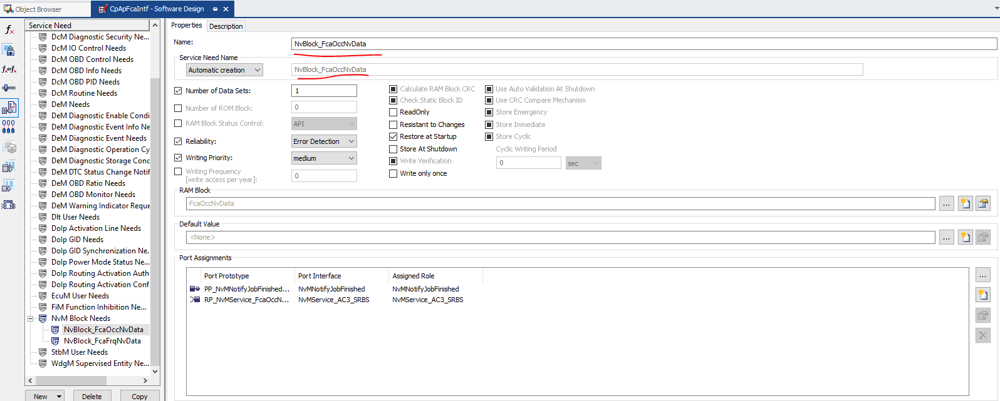 Object Browser
CpApFcaIntf - Software Design
Service Need
DcM Diagnostic Security Ne...
DcM IO Control Needs
DcM OBD Control Needs
DcM OBD Info Needs
DcM OBD PID Needs
DcM Routine Needs
DeM Needs
DeM Diagnostic Enable Condi
DeM Diagnostic Event Info Ne
DeM Diagnostic Event Needs
DeM Diagnostic Operation Cy
DeM Diagnostic Storage Cond
DeM DTC Status Change Notif
DeM OBD Ratio Needs
DeM OBD Monitor Needs
DeM Warning Indicator Reque
Dlt User Needs
DoIp Activation Line Needs
DoIp GID Needs
DoIp GID Synchronization Ne...
DoIp Power Mode Status Ne...
DoIp Routing Activation Auth
DoIp Routing Activation Conf
EcuM User Needs
FiM Function Inhibition Ne...
NvM Block Needs
NvBlock_FcaOccNvData
NvBlock_FcaFrqNvData
StbM User Needs
WdgM Supervised Entity Ne...
New
Delete
Copy
Properties
Description
Name:
NvBlock_FcaOccNvData
Service Need Name
Automatic creation
NvBlock_FcaOccNvData
Number of Data Sets:
1
Number of ROM Block:
0
RAM Block Status Control:
API
Reliability:
Error Detection
Writing Priority:
medium
Writing Frequency
[write access per year]:
0
Calculate RAM Block CRC
Check Static Block ID
ReadOnly
Resistant to Changes
Restore at Startup
Store At Shutdown
Write Verification
Write only once
Use Auto Validation At Shutdown
Use CRC Compare Mechanism
Store Emergency
Store Immediate
Store Cyclic
Cyclic Writing Period
0
sec
RAM Block
FcaOccNvData
...
Default Value
<None>
...
Port Assignments
Port Prototype Port Interface Assigned Role
PP_NvMNotifyJobFinished... NvMNotifyJobFinished NvMNotifyJobFinished
RP_NvMService_FcaOccN... NvMService_AC3_SRBS NvMService_AC3_SRBS
...